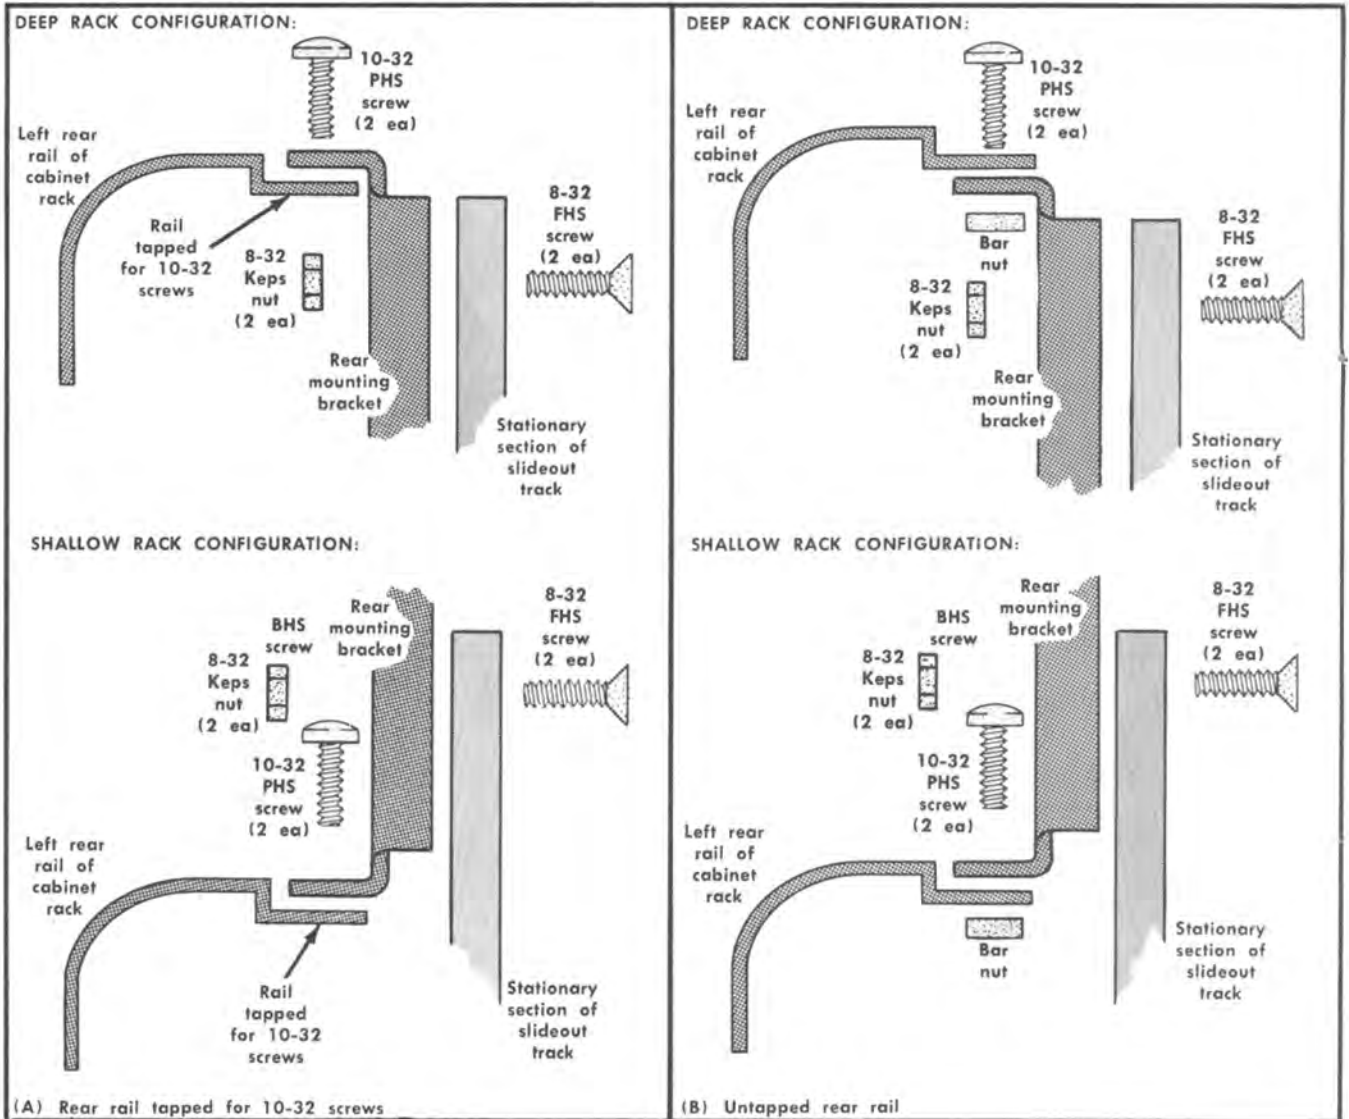 DEEP RACK CONFIGURATION:
10-32
PHS
screw
(2 ea)
Left rear
rail of
cabinet
rack
Rail
tapped
for 10-32
screws
8-32
Keps
nut
(2 ea)
8-32
FHS
screw
(2 ea)
Rear
mounting
bracket
Stationary
section of
slideout
track
SHALLOW RACK CONFIGURATION:
Rear
mounting
bracket
BHS
screw
8-32
Keps
nut
(2 ea)
8-32
FHS
screw
(2 ea)
10-32
PHS
screw
(2 ea)
Left rear
rail of
cabinet
rack
Rail
tapped
for 10-32
screws
Stationary
section of
slideout
track
(A) Rear rail tapped for 10-32 screws
DEEP RACK CONFIGURATION:
10-32
PHS
screw
(2 ea)
Left rear
rail of
cabinet
rack
Bar
nut
8-32
Keps
nut
(2 ea)
8-32
FHS
screw
(2 ea)
Rear
mounting
bracket
Stationary
section of
slideout
track
SHALLOW RACK CONFIGURATION:
Rear
mounting
bracket
BHS
screw
8-32
Keps
nut
(2 ea)
8-32
FHS
screw
(2 ea)
10-32
PHS
screw
(2 ea)
Left rear
rail of
cabinet
rack
Bar
nut
Stationary
section of
slideout
track
(B) Untapped rear rail